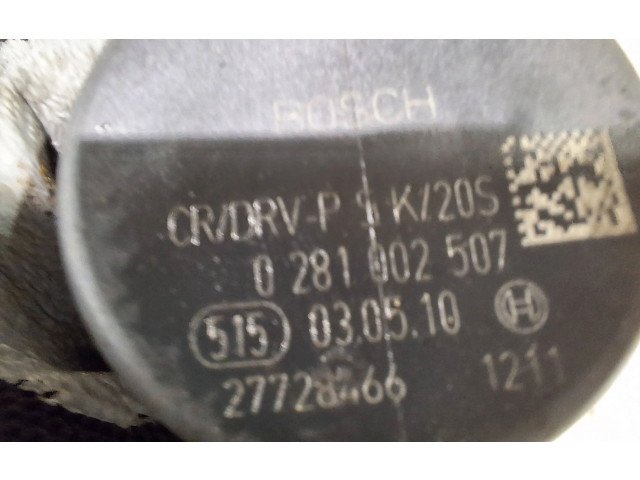 BOSCH
CR/DRV-P S K/20S
0 281 002 507
515 03.05.10
27728466 1211